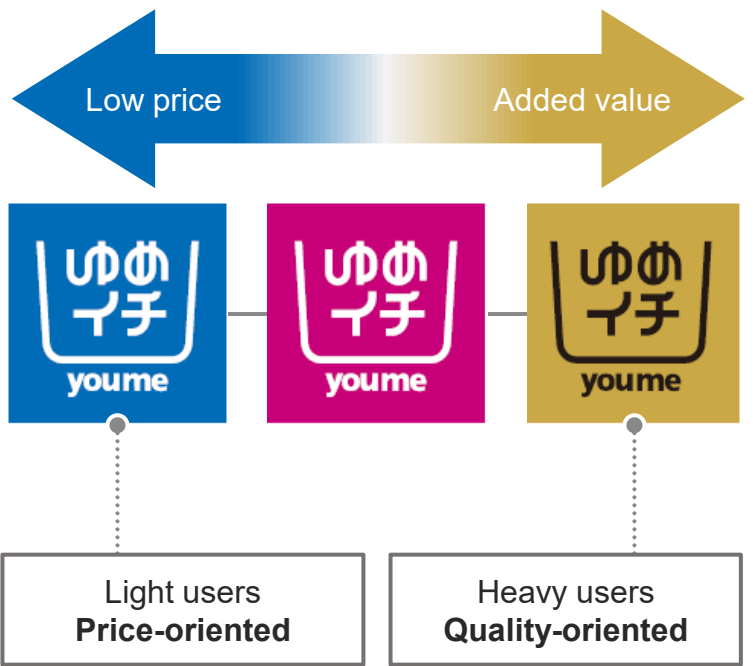 Low price
Added value
ゆめ
イチ
youme
ゆめ
イチ
youme
ゆめ
イチ
youme
Light users
Price-oriented
Heavy users
Quality-oriented